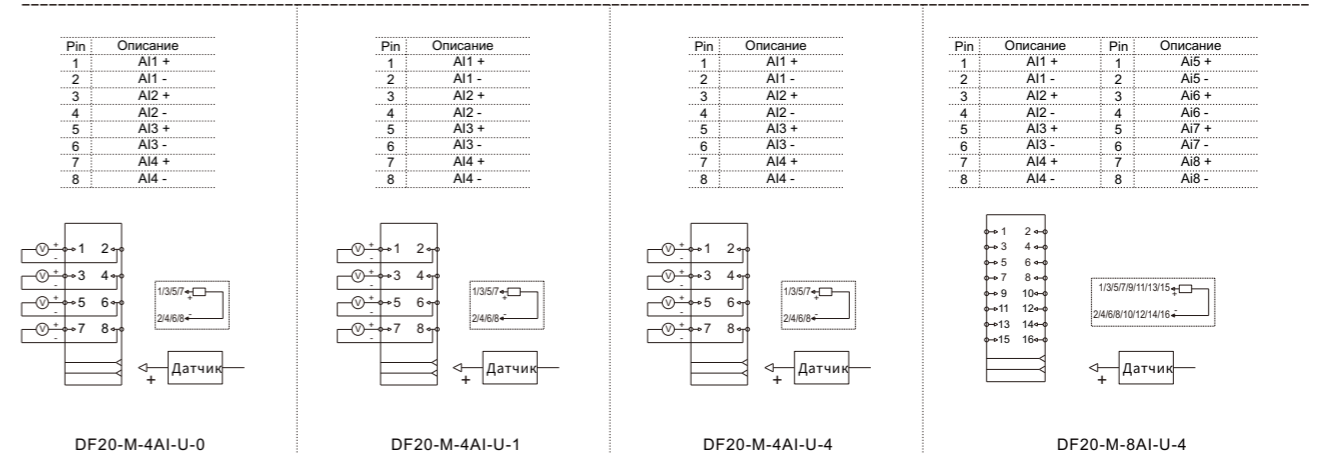 Pin Описание
1 AI1 +
2 AI1 -
3 AI2 +
4 AI2 -
5 AI3 +
6 AI3 -
7 AI4 +
8 AI4 -
+ 1 2
-
+ 3 4
-
+ 5 6
-
+ 7 8
-
V
V
V
V
1/3/5/7
+
2/4/6/8 -
Датчик
+
DF20-M-4AI-U-0
Pin Описание
1 AI1 +
2 AI1 -
3 AI2 +
4 AI2 -
5 AI3 +
6 AI3 -
7 AI4 +
8 AI4 -
V + 1 2
-
V + 3 4
-
V + 5 6
-
V + 7 8
-
1/3/5/7
+
2/4/6/8 -
Датчик
+
DF20-M-4AI-U-1
Pin Описание
1 AI1 +
2 AI1 -
3 AI2 +
4 AI2 -
5 AI3 +
6 AI3 -
7 AI4 +
8 AI4 -
V + 1 2
-
V + 3 4
-
V + 5 6
-
V + 7 8
-
1/3/5/7
+
2/4/6/8 -
Датчик
+
DF20-M-4AI-U-4
Pin Описание Pin Описание
1 AI1 + 1 Ai5 +
2 AI1 - 2 Ai5 -
3 AI2 + 3 Ai6 +
4 AI2 - 4 Ai6 -
5 AI3 + 5 Ai7 +
6 AI3 - 6 Ai7 -
7 AI4 + 7 Ai8 +
8 AI4 - 8 Ai8 -
1 2
3 4
5 6
7 8
9 10
11 12
13 14
15 16
1/3/5/7/9/11/13/15
+
2/4/6/8/10/12/14/16 -
Датчик
+
DF20-M-8AI-U-4